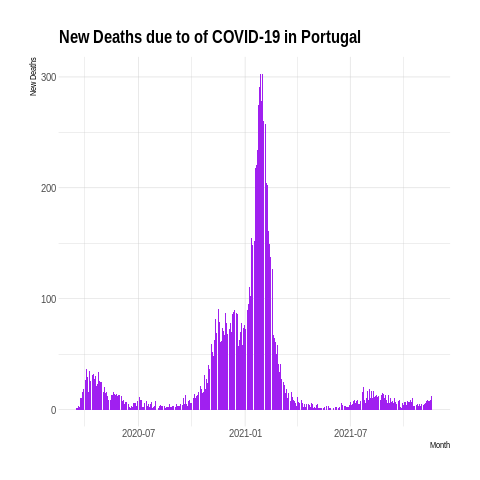 New Deaths due to of COVID-19 in Portugal
New Deaths
300
200
100
0
2020-07
2021-01
2021-07
Month